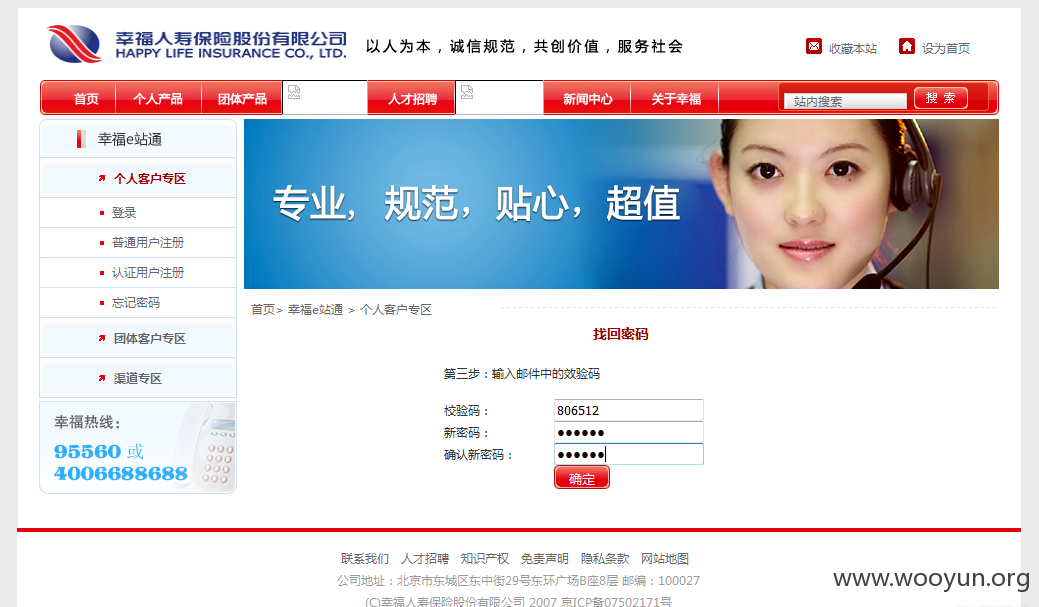 幸福人寿保险股份有限公司
HAPPY LIFE INSURANCE CO., LTD.
以人为本，诚信规范，共创价值，服务社会
收藏本站 设为首页
首页 个人产品 团体产品 人才招聘 新闻中心 关于幸福 站内搜索 搜 索
幸福e站通
个人客户专区
登录
普通用户注册
认证用户注册
忘记密码
团体客户专区
渠道专区
幸福热线：
95560 或
4006688688
专业，规范，贴心，超值
首页> 幸福e站通 > 个人客户专区
找回密码
第三步：输入邮件中的效验码
校验码： 806512
新密码： ●●●●●●
确认新密码： ●●●●●●
确定
联系我们 人才招聘 知识产权 免责声明 隐私条款 网站地图
公司地址：北京市东城区东中街29号东环广场B座8层 邮编：100027
(C)幸福人寿保险股份有限公司 2007 京ICP备07502171号
www.wooyun.org